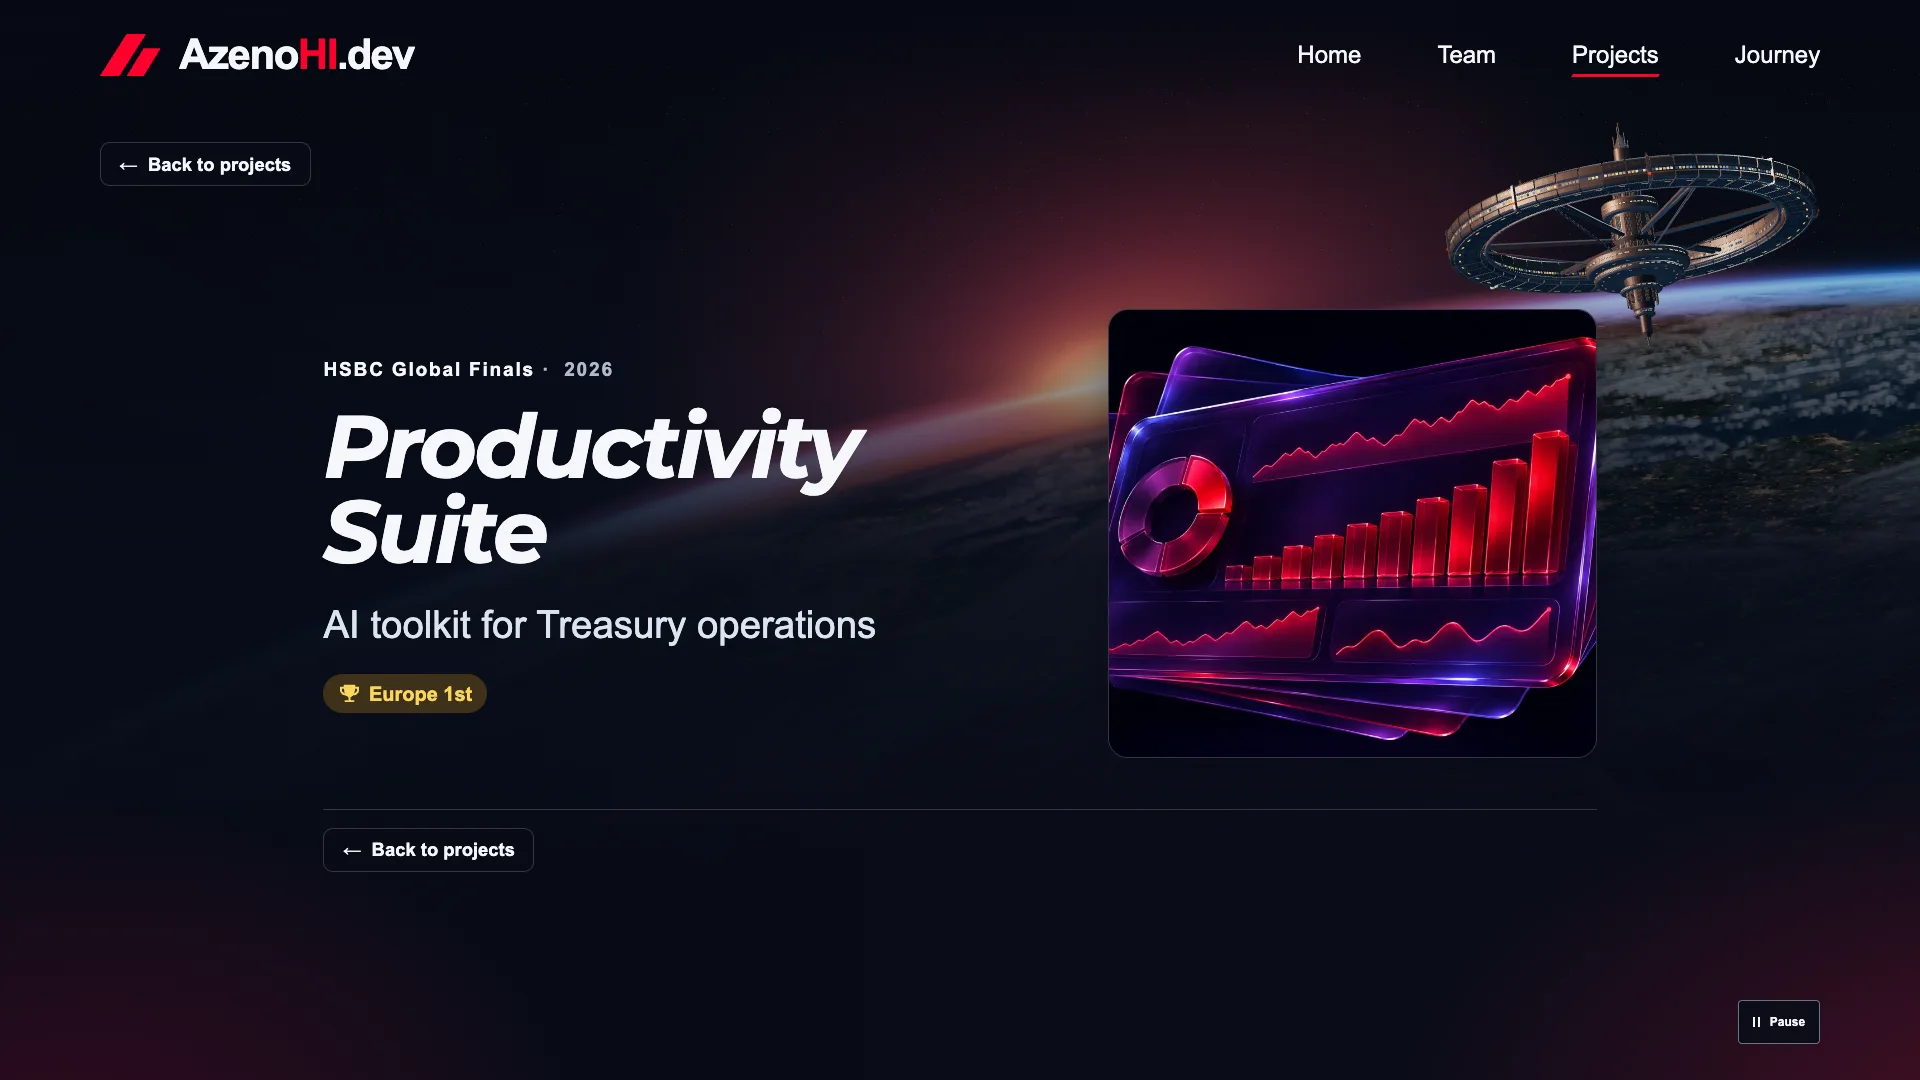 AzenoHI.dev
Home
Team
Projects
Journey
← Back to projects
HSBC Global Finals · 2026
Productivity
Suite
AI toolkit for Treasury operations
Europe 1st
← Back to projects
Pause